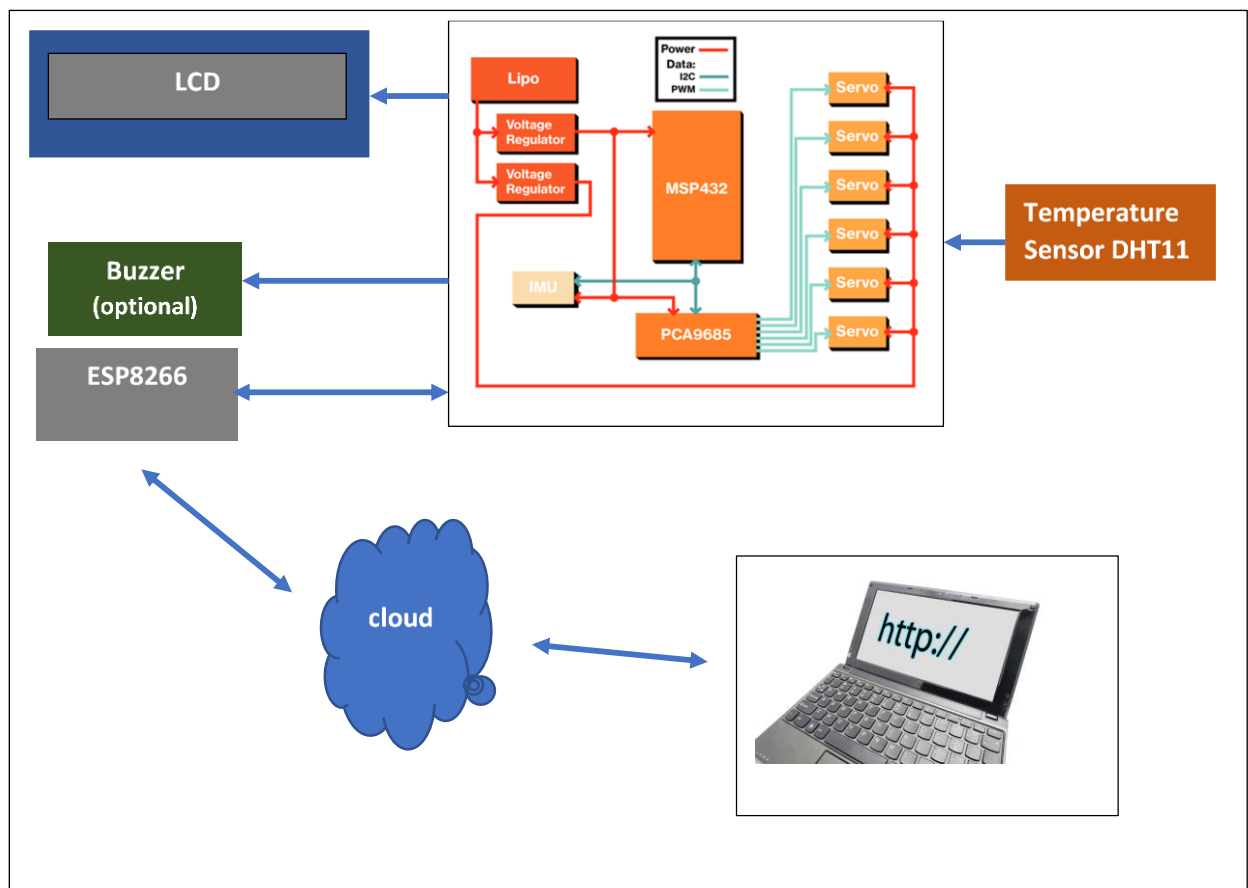 LCD
Power
Data:
I2C
PWM
Lipo
Voltage
Regulator
Voltage
Regulator
MSP432
IMU
PCA9685
Servo
Servo
Servo
Servo
Servo
Servo
Temperature
Sensor DHT11
Buzzer
(optional)
ESP8266
cloud
http://